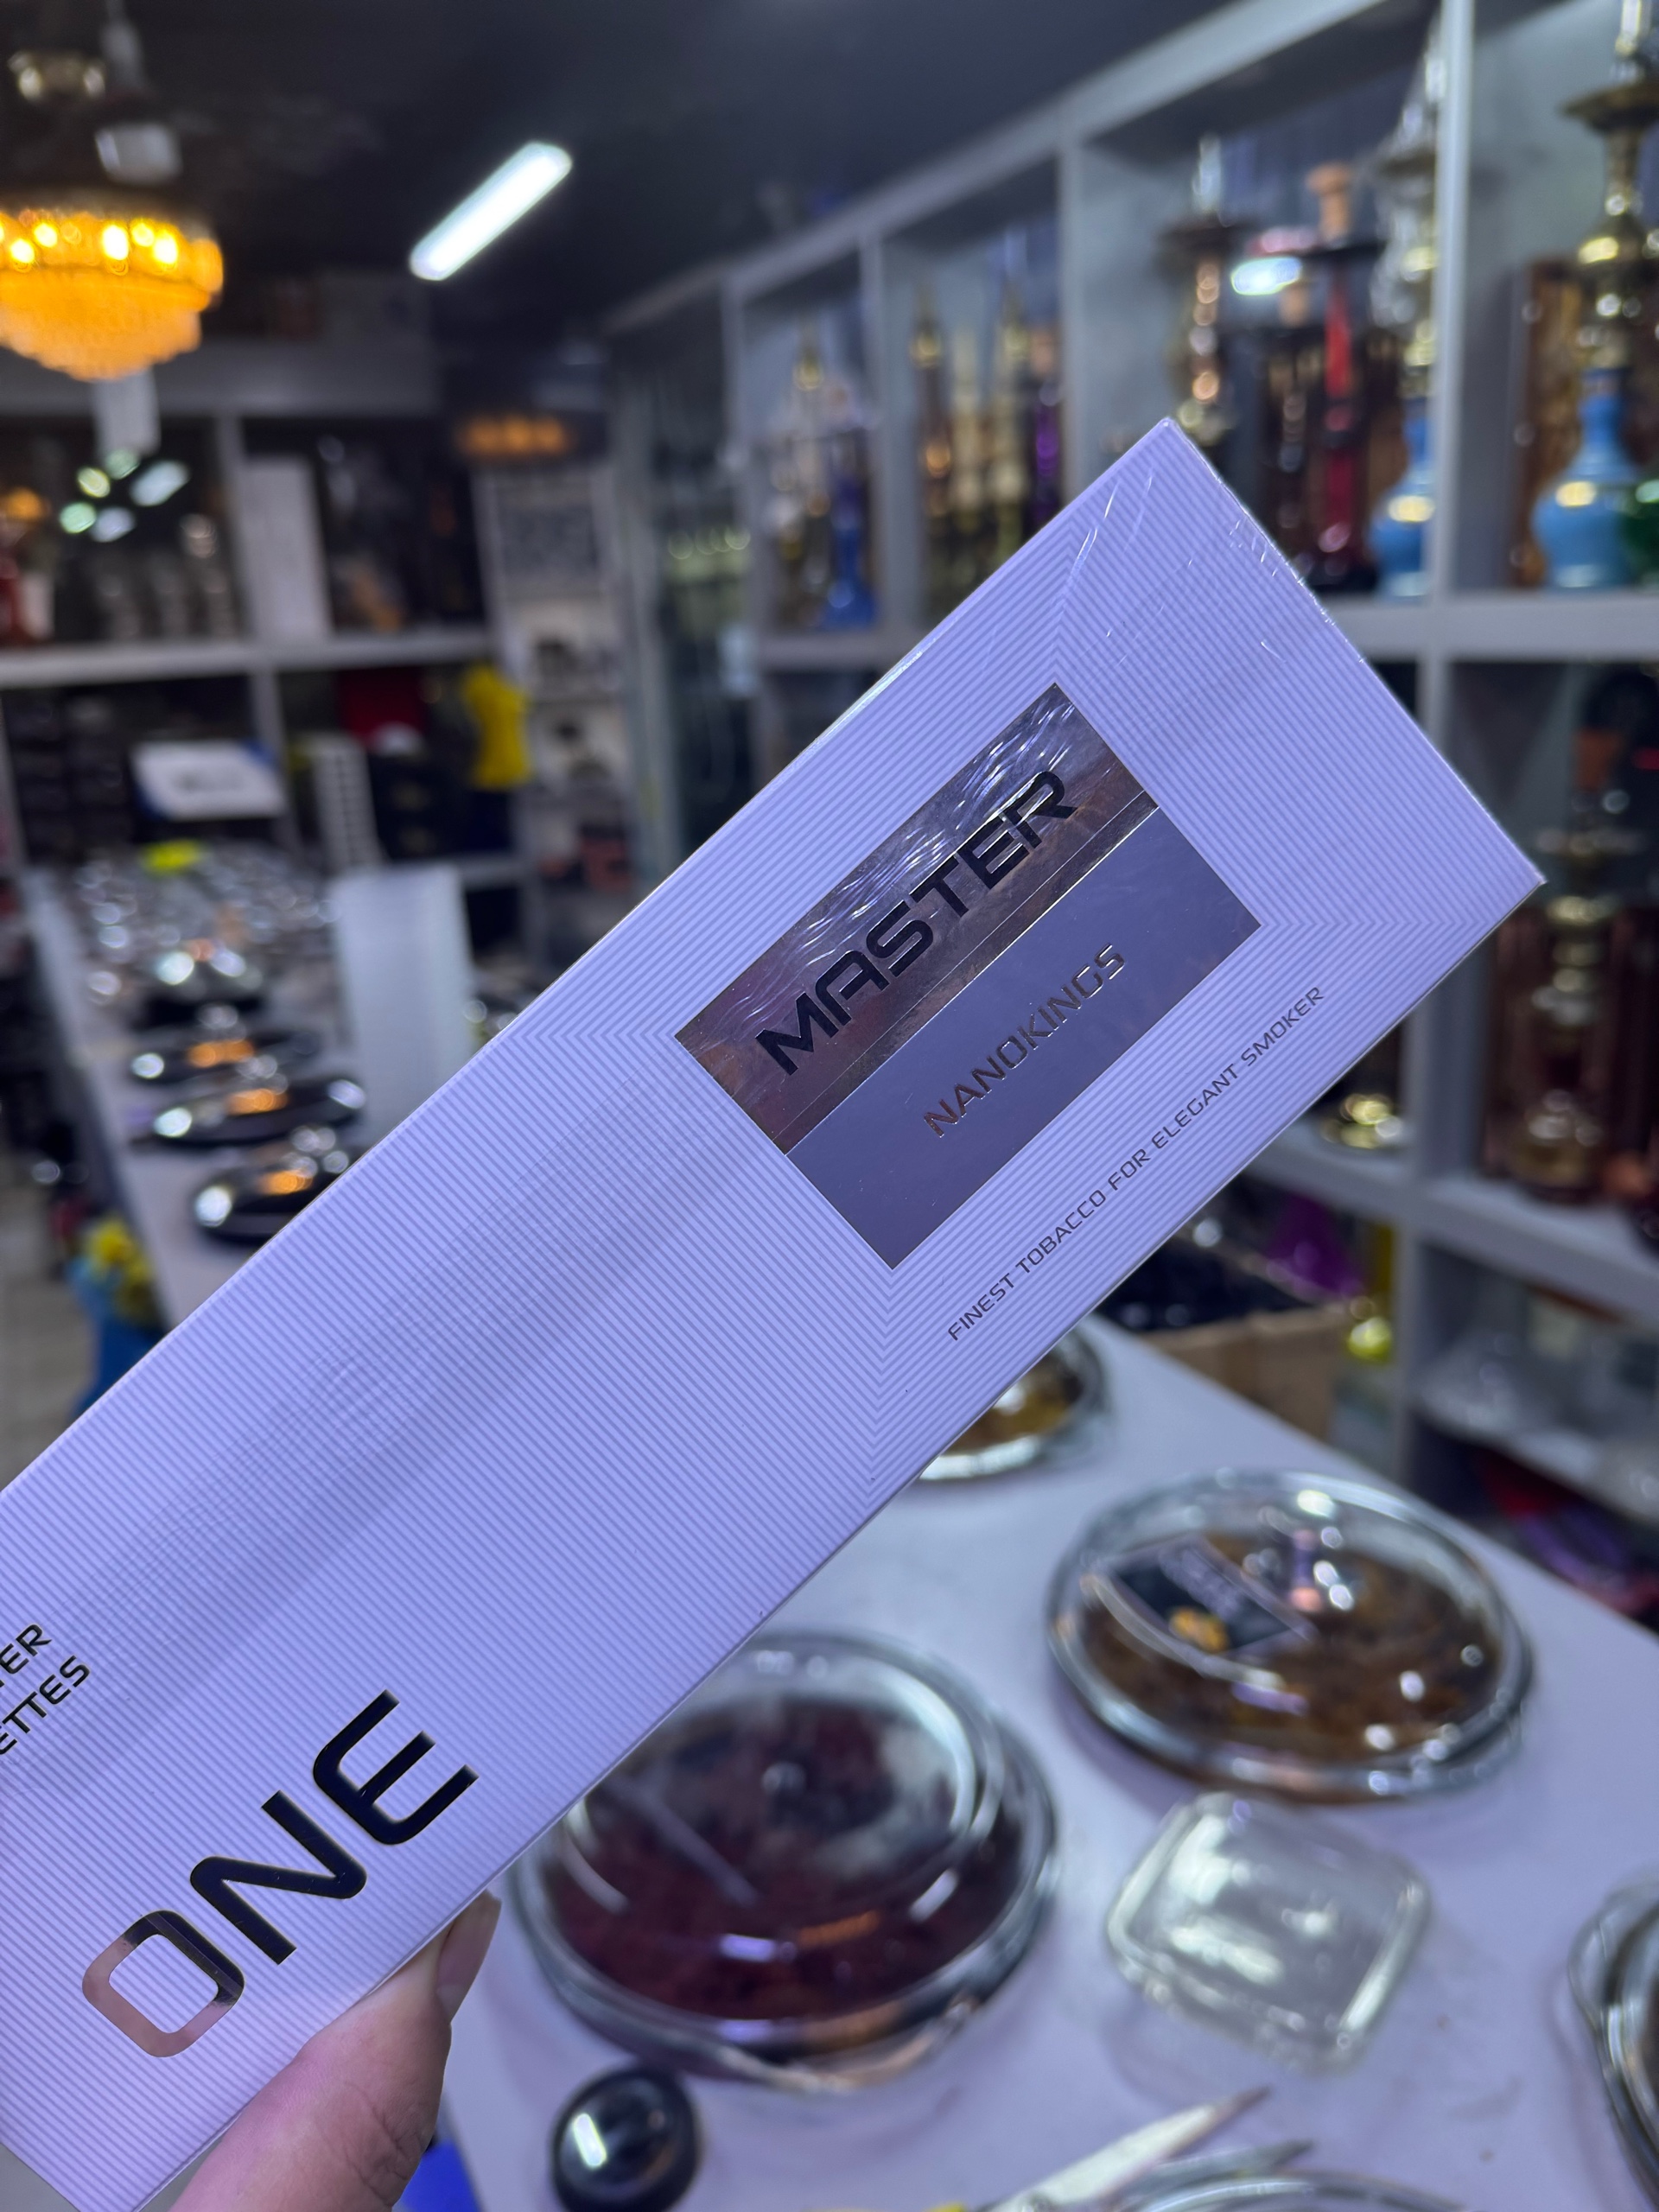 MASTER
NANOKINGS
FINEST TOBACCO FOR ELEGANT SMOKER
ONE